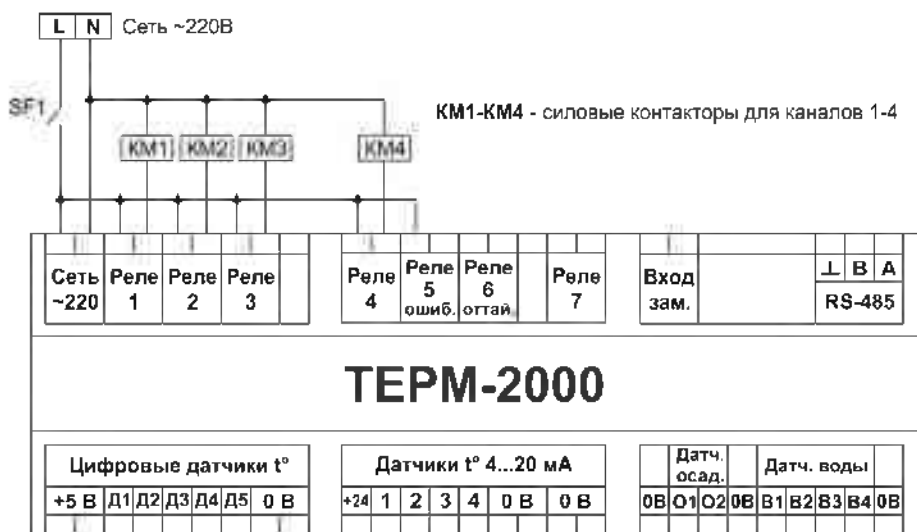 L N Сеть ~220В
SF1
КМ1-КМ4 - силовые контакторы для каналов 1-4
КМ1 КМ2 КМ3 КМ4
Сеть ~220
Реле 1
Реле 2
Реле 3
Реле 4
Реле 5 ошиб.
Реле 6 оттай.
Реле 7
Вход зам.
⊥ B A
RS-485
ТЕРМ-2000
Цифровые датчики t°
+5 В Д1 Д2 Д3 Д4 Д5 0 В
Датчики t° 4...20 мА
+24 1 2 3 4 0 В 0 В
Датч. осад.
Датч. воды
0В О1 О2 0В В1 В2 В3 В4 0В